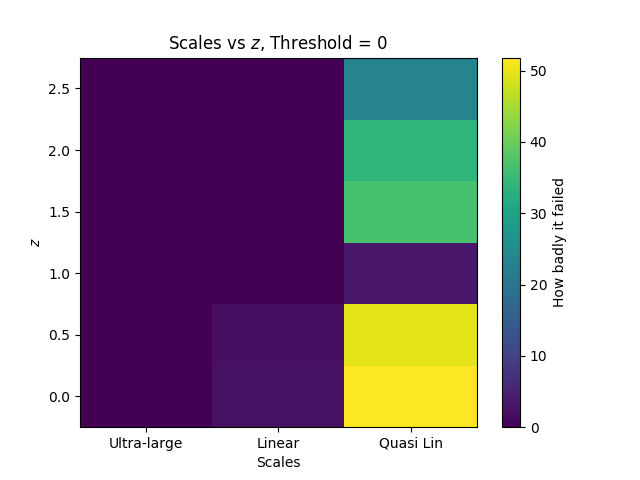 Scales vs z, Threshold = 0
2.5
2.0
1.5
1.0
0.5
0.0
z
Ultra-large Linear Quasi Lin
Scales
50
40
30
20
10
0
How badly it failed